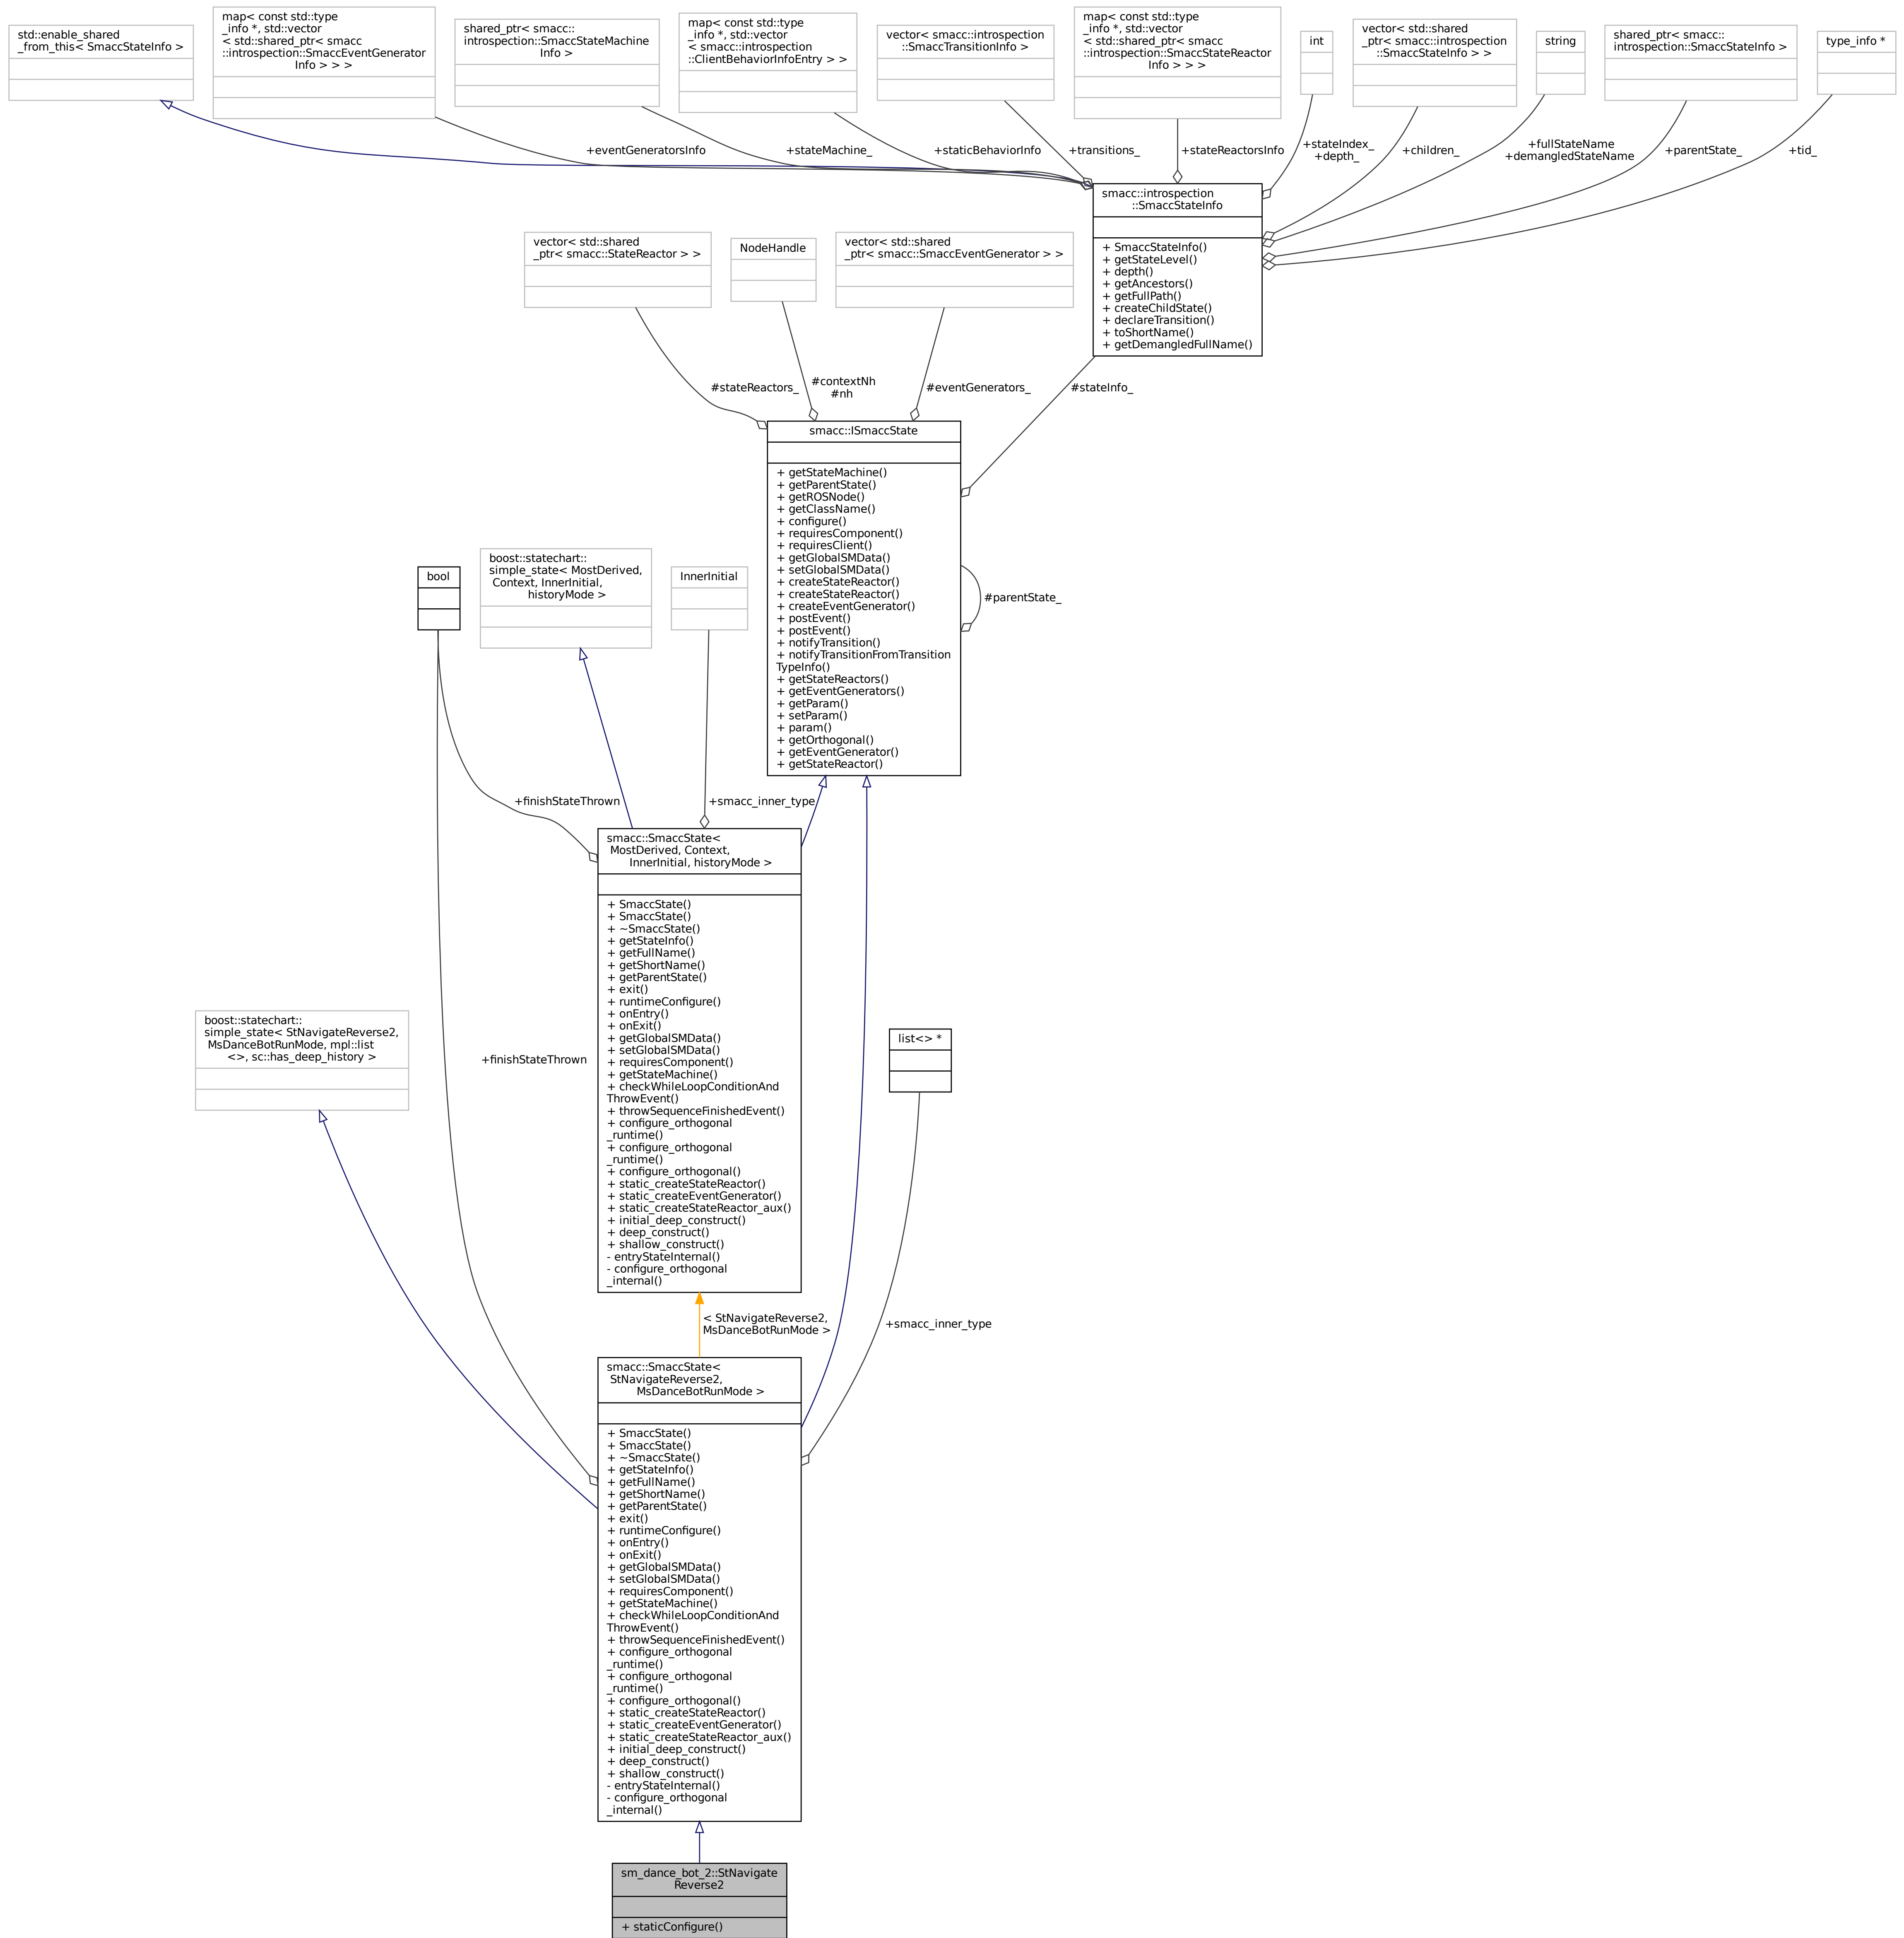 std::enable_shared
_from_this< SmaccStateInfo >
map< const std::type
_info *, std::vector
< std::shared_ptr< smacc
::introspection::SmaccEventGenerator
Info > > >
shared_ptr< smacc::
introspection::SmaccStateMachine
Info >
map< const std::type
_info *, std::vector
< smacc::introspection
::ClientBehaviorInfoEntry > >
vector< smacc::introspection
::SmaccTransitionInfo >
map< const std::type
_info *, std::vector
< std::shared_ptr< smacc
::introspection::SmaccStateReactor
Info > > >
int
vector< std::shared
_ptr< smacc::introspection
::SmaccStateInfo > >
string
shared_ptr< smacc::
introspection::SmaccStateInfo >
type_info *
+eventGeneratorsInfo
+stateMachine_
+staticBehaviorInfo
+transitions_
+stateReactorsInfo
+stateIndex_
+depth_
+children_
+fullStateName
+demangledStateName
+parentState_
+tid_
smacc::introspection
::SmaccStateInfo
+ SmaccStateInfo()
+ getStateLevel()
+ depth()
+ getAncestors()
+ getFullPath()
+ createChildState()
+ declareTransition()
+ toShortName()
+ getDemangledFullName()
vector< std::shared
_ptr< smacc::StateReactor > >
NodeHandle
vector< std::shared
_ptr< smacc::SmaccEventGenerator > >
#stateReactors_
#contextNh
#nh
#eventGenerators_
#stateInfo_
smacc::ISmaccState
+ getStateMachine()
+ getParentState()
+ getROSNode()
+ getClassName()
+ configure()
+ requiresComponent()
+ requiresClient()
+ getGlobalSMData()
+ setGlobalSMData()
+ createStateReactor()
+ createStateReactor()
+ createEventGenerator()
+ postEvent()
+ postEvent()
+ notifyTransition()
+ notifyTransitionFromTransition
TypeInfo()
+ getStateReactors()
+ getEventGenerators()
+ getParam()
+ setParam()
+ param()
+ getOrthogonal()
+ getEventGenerator()
+ getStateReactor()
#parentState_
bool
boost::statechart::
simple_state< MostDerived,
Context, InnerInitial,
historyMode >
InnerInitial
+finishStateThrown
+smacc_inner_type
smacc::SmaccState<
MostDerived, Context,
InnerInitial, historyMode >
+ SmaccState()
+ SmaccState()
+ ~SmaccState()
+ getStateInfo()
+ getFullName()
+ getShortName()
+ getParentState()
+ exit()
+ runtimeConfigure()
+ onEntry()
+ onExit()
+ getGlobalSMData()
+ setGlobalSMData()
+ requiresComponent()
+ getStateMachine()
+ checkWhileLoopConditionAnd
ThrowEvent()
+ throwSequenceFinishedEvent()
+ configure_orthogonal
_runtime()
+ configure_orthogonal
_runtime()
+ configure_orthogonal()
+ static_createStateReactor()
+ static_createEventGenerator()
+ static_createStateReactor_aux()
+ initial_deep_construct()
+ deep_construct()
+ shallow_construct()
- entryStateInternal()
- configure_orthogonal
_internal()
boost::statechart::
simple_state< StNavigateReverse2,
MsDanceBotRunMode, mpl::list
<>, sc::has_deep_history >
+finishStateThrown
list<> *
< StNavigateReverse2,
MsDanceBotRunMode >
+smacc_inner_type
smacc::SmaccState<
StNavigateReverse2,
MsDanceBotRunMode >
+ SmaccState()
+ SmaccState()
+ ~SmaccState()
+ getStateInfo()
+ getFullName()
+ getShortName()
+ getParentState()
+ exit()
+ runtimeConfigure()
+ onEntry()
+ onExit()
+ getGlobalSMData()
+ setGlobalSMData()
+ requiresComponent()
+ getStateMachine()
+ checkWhileLoopConditionAnd
ThrowEvent()
+ throwSequenceFinishedEvent()
+ configure_orthogonal
_runtime()
+ configure_orthogonal
_runtime()
+ configure_orthogonal()
+ static_createStateReactor()
+ static_createEventGenerator()
+ static_createStateReactor_aux()
+ initial_deep_construct()
+ deep_construct()
+ shallow_construct()
- entryStateInternal()
- configure_orthogonal
_internal()
sm_dance_bot_2::StNavigate
Reverse2
+ staticConfigure()